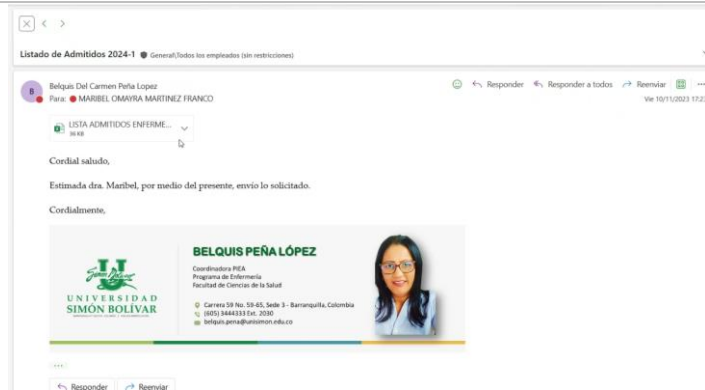 Listado de Admitidos 2024-1 General\Todos los empleados (sin restricciones)
B
Belquis Del Carmen Peña Lopez
Para: MARIBEL OMAYRA MARTINEZ FRANCO
Responder Responder a todos Reenviar
Vie 10/11/2023 17:23
LISTA ADMITIDOS ENFERME...
36 KB
Cordial saludo,
Estimada dra. Maribel, por medio del presente, envío lo solicitado.
Cordialmente,
UNIVERSIDAD
SIMÓN BOLÍVAR
BELQUIS PEÑA LÓPEZ
Coordinadora PIEA
Programa de Enfermería
Facultad de Ciencias de la Salud
Carrera 59 No. 59-65, Sede 3 - Barranquilla, Colombia
(605) 3444333 Ext. 2030
belquis.pena@unisimon.edu.co
Responder Reenviar